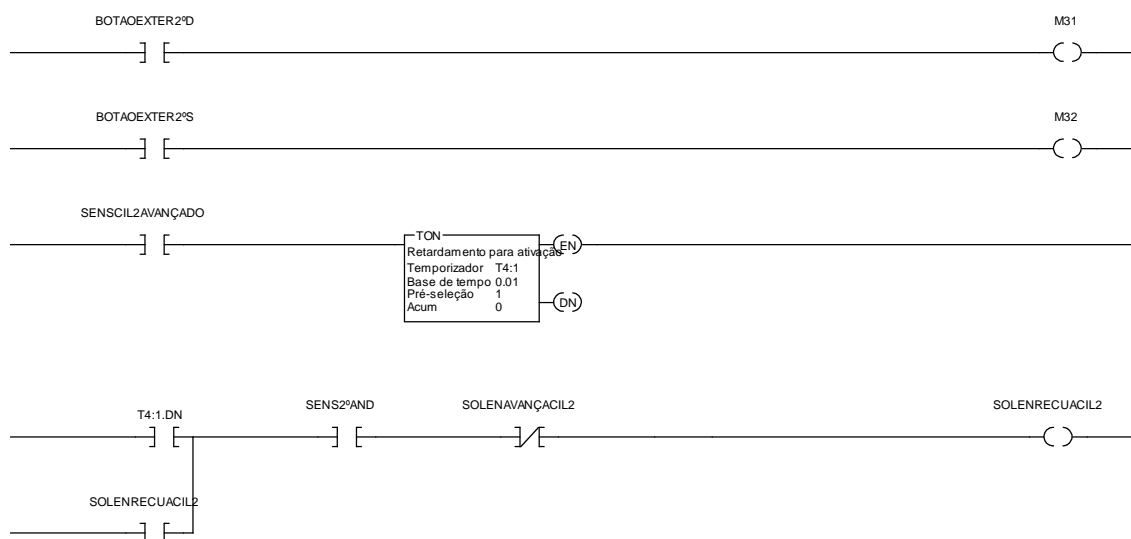 BOTAOEXTER2ºD
M31
BOTAOEXTER2ºS
M32
SENSCIL2AVANÇADO
TON
EN
Retardamento para ativação
Temporizador T4:1
Base de tempo 0.01
Pré-seleção 1
DN
Acum 0
T4:1.DN
SENS2ºAND
SOLENAVANÇACIL2
SOLENRECUACIL2
SOLENRECUACIL2